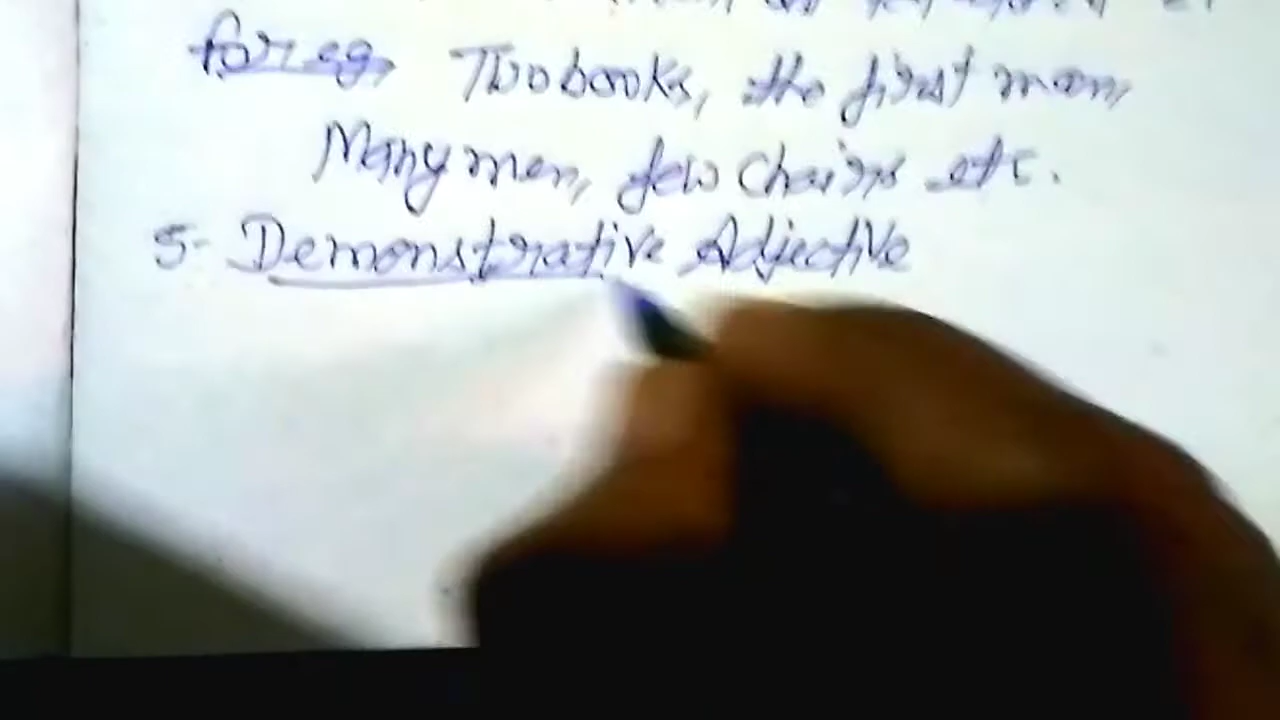 for eg, Two books, the first man,
Many men, few chairs etc.
5- Demonstrative Adjective